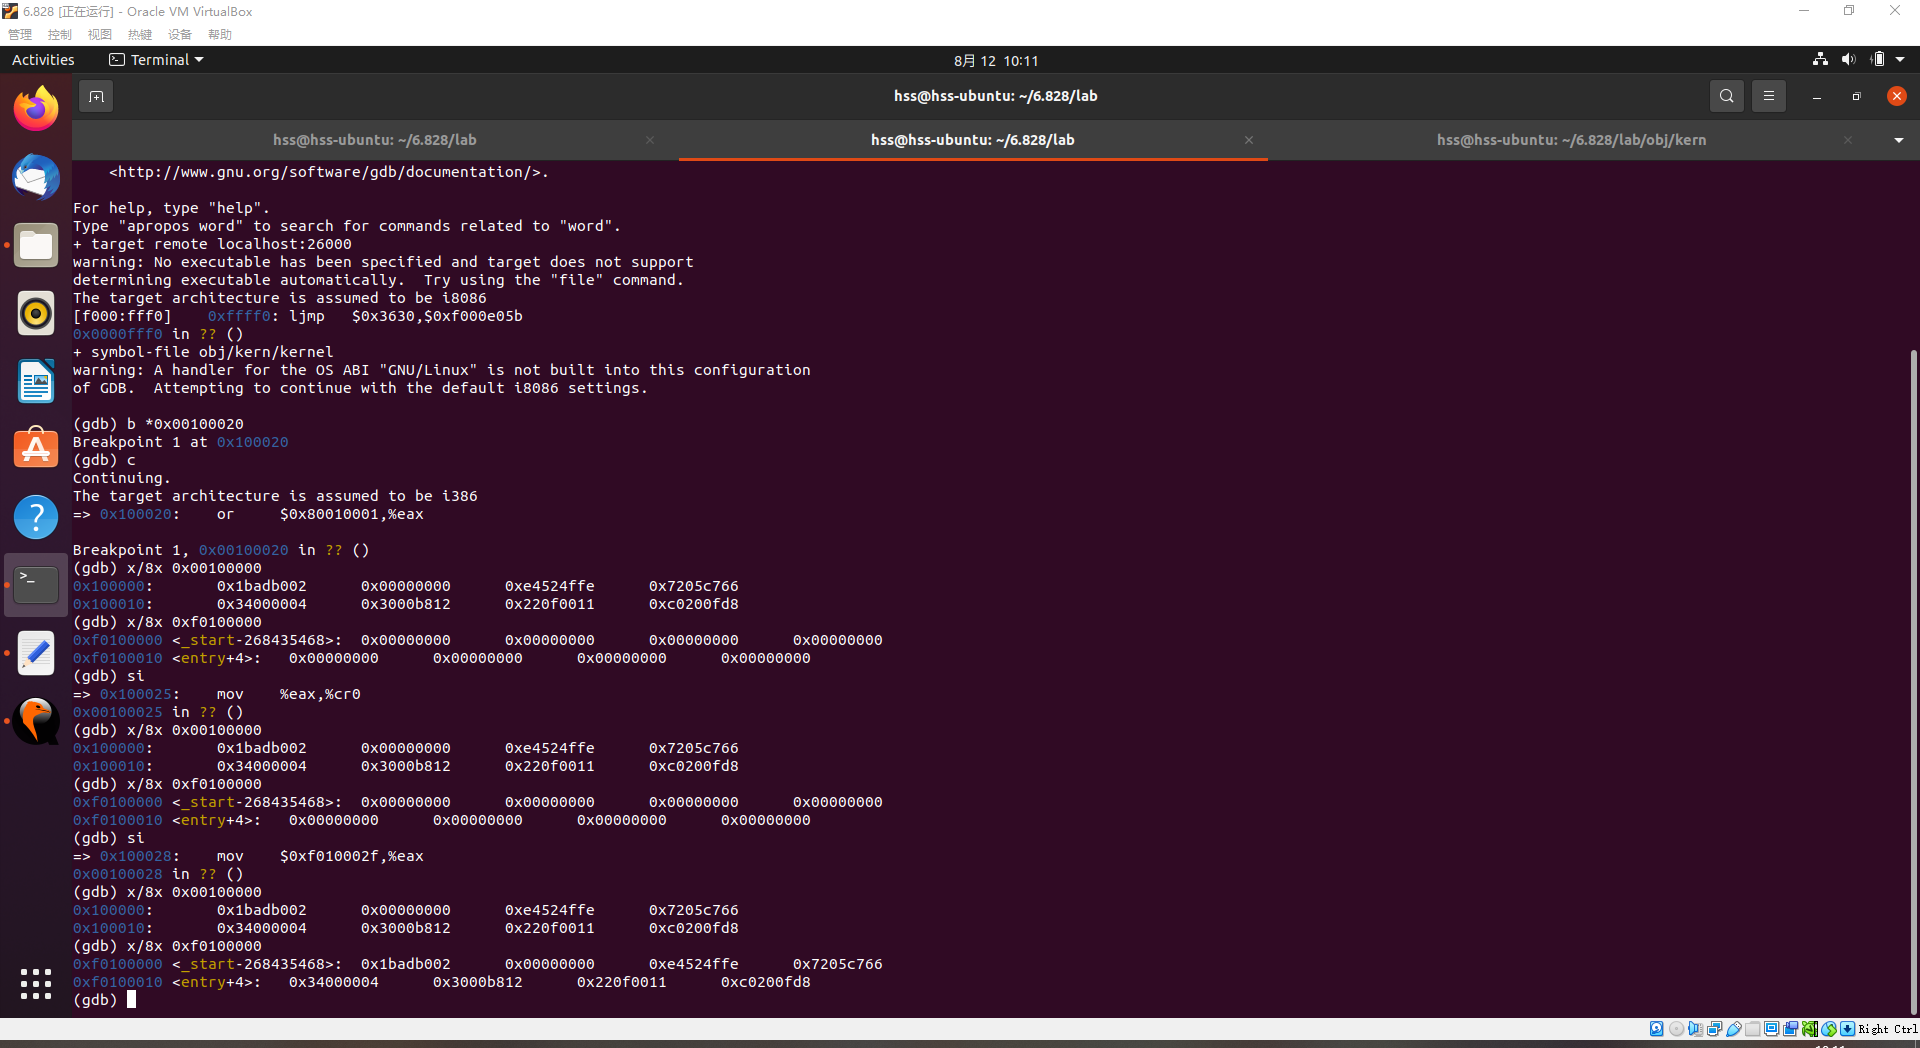 6.828 [正在运行] - Oracle VM VirtualBox
管理 控制 视图 热键 设备 帮助
Activities Terminal 8月 12 10:11
hss@hss-ubuntu: ~/6.828/lab
hss@hss-ubuntu: ~/6.828/lab hss@hss-ubuntu: ~/6.828/lab hss@hss-ubuntu: ~/6.828/lab/obj/kern
<http://www.gnu.org/software/gdb/documentation/>.
For help, type "help".
Type "apropos word" to search for commands related to "word".
+ target remote localhost:26000
warning: No executable has been specified and target does not support
determining executable automatically.  Try using the "file" command.
The target architecture is assumed to be i8086
[f000:fff0]    0xffff0: ljmp   $0x3630,$0xf000e05b
0x0000fff0 in ?? ()
+ symbol-file obj/kern/kernel
warning: A handler for the OS ABI "GNU/Linux" is not built into this configuration
of GDB.  Attempting to continue with the default i8086 settings.
(gdb) b *0x00100020
Breakpoint 1 at 0x100020
(gdb) c
Continuing.
The target architecture is assumed to be i386
=> 0x100020:    or     $0x80010001,%eax
Breakpoint 1, 0x00100020 in ?? ()
(gdb) x/8x 0x00100000
0x100000:       0x1badb002      0x00000000      0xe4524ffe      0x7205c766
0x100010:       0x34000004      0x3000b812      0x220f0011      0xc0200fd8
(gdb) x/8x 0xf0100000
0xf0100000 <_start-268435468>:  0x00000000      0x00000000      0x00000000      0x00000000
0xf0100010 <entry+4>:   0x00000000      0x00000000      0x00000000      0x00000000
(gdb) si
=> 0x100025:    mov    %eax,%cr0
0x00100025 in ?? ()
(gdb) x/8x 0x00100000
0x100000:       0x1badb002      0x00000000      0xe4524ffe      0x7205c766
0x100010:       0x34000004      0x3000b812      0x220f0011      0xc0200fd8
(gdb) x/8x 0xf0100000
0xf0100000 <_start-268435468>:  0x00000000      0x00000000      0x00000000      0x00000000
0xf0100010 <entry+4>:   0x00000000      0x00000000      0x00000000      0x00000000
(gdb) si
=> 0x100028:    mov    $0xf010002f,%eax
0x00100028 in ?? ()
(gdb) x/8x 0x00100000
0x100000:       0x1badb002      0x00000000      0xe4524ffe      0x7205c766
0x100010:       0x34000004      0x3000b812      0x220f0011      0xc0200fd8
(gdb) x/8x 0xf0100000
0xf0100000 <_start-268435468>:  0x1badb002      0x00000000      0xe4524ffe      0x7205c766
0xf0100010 <entry+4>:   0x34000004      0x3000b812      0x220f0011      0xc0200fd8
(gdb)
Right Ctrl